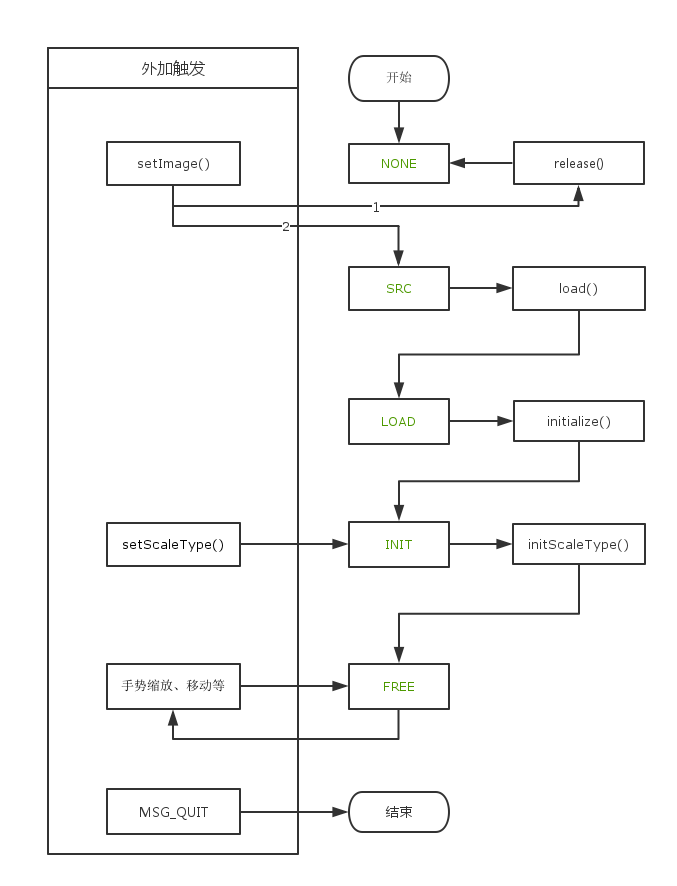 外加触发
开始
setImage()
NONE
release()
1
2
SRC
load()
LOAD
initialize()
setScaleType()
INIT
initScaleType()
手势缩放、移动等
FREE
MSG_QUIT
结束